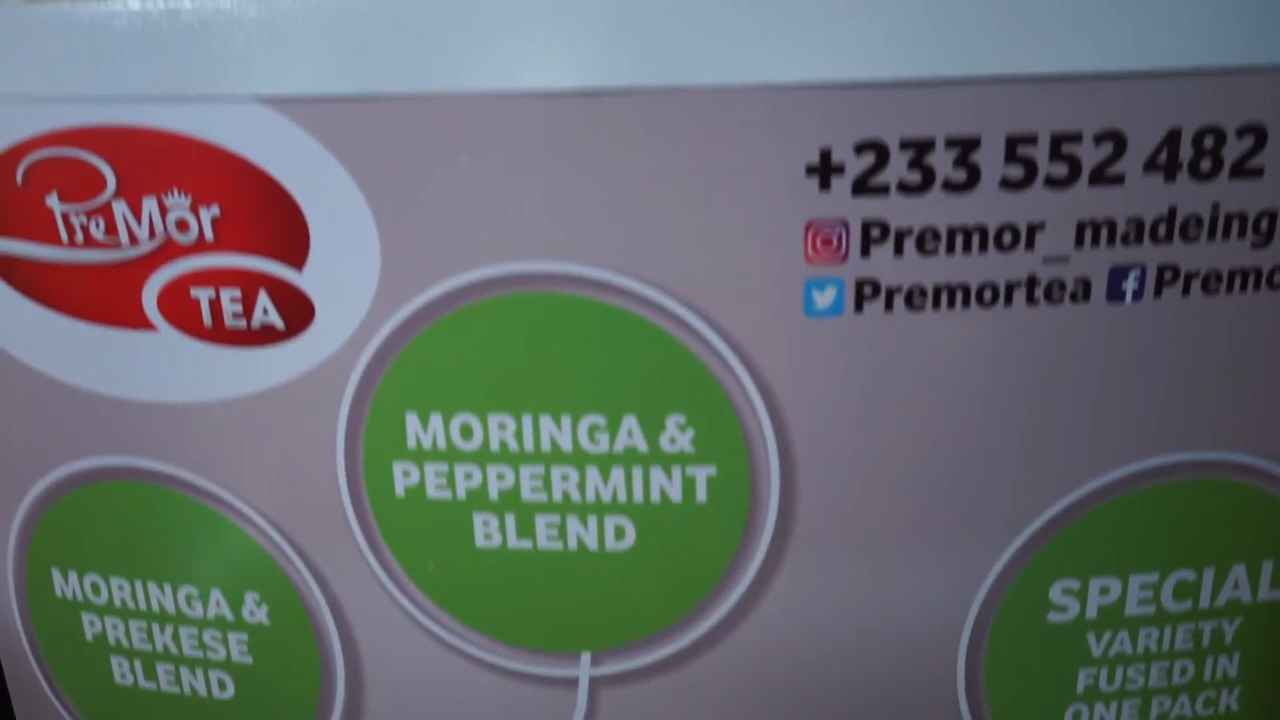 PreMor
TEA
+233 552 482
Premor_madeing
Premortea Premo
MORINGA &
PEPPERMINT
BLEND
MORINGA &
PREKESE
BLEND
SPECIAL
VARIETY
FUSED IN
ONE PACK